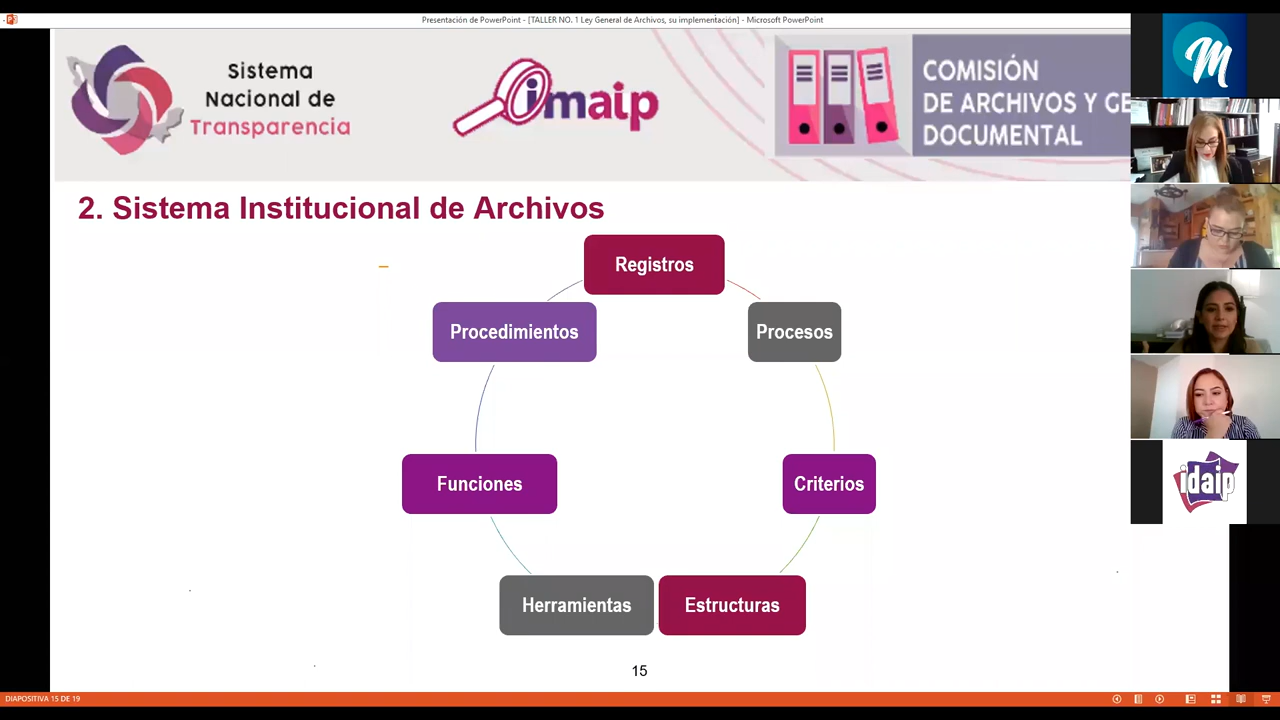 Presentación de PowerPoint - [TALLER NO. 1 Ley General de Archivos, su implementación] - Microsoft PowerPoint
Sistema
Nacional de
Transparencia
imaip
COMISIÓN
DE ARCHIVOS Y GE
DOCUMENTAL
M
2. Sistema Institucional de Archivos
Registros
Procedimientos
Procesos
Funciones
Criterios
Herramientas
Estructuras
idaip
15
DIAPOSITIVA 15 DE 19